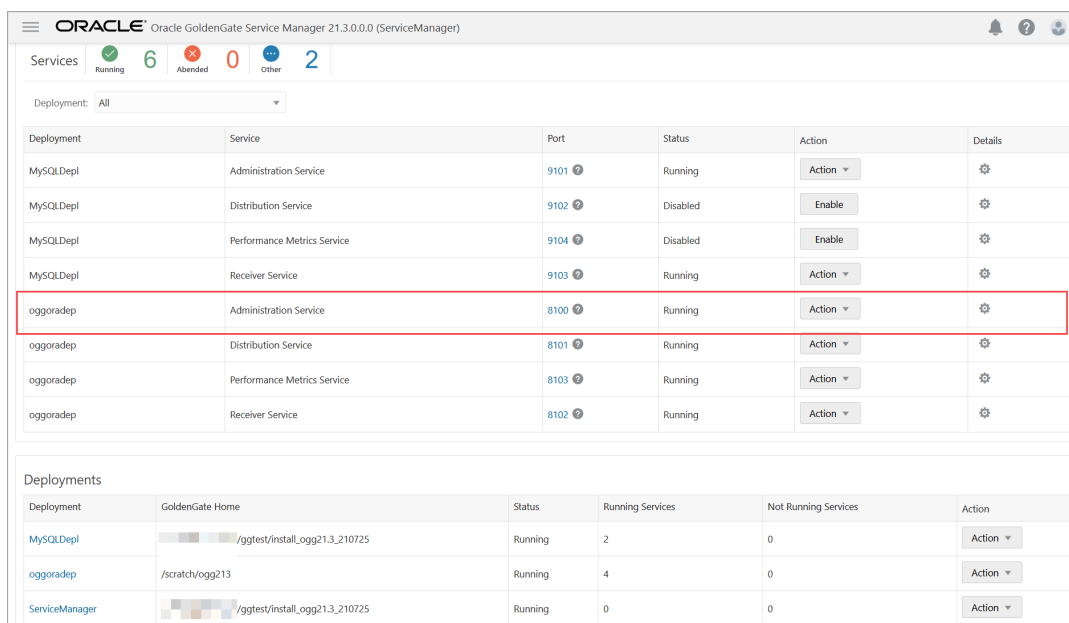 ORACLE® Oracle GoldenGate Service Manager 21.3.0.0.0 (ServiceManager)
Services Running 6 Abended 0 Other 2
Deployment: All
Deployment Service Port Status Action Details
MySQLDepl Administration Service 9101 Running Action
MySQLDepl Distribution Service 9102 Disabled Enable
MySQLDepl Performance Metrics Service 9104 Disabled Enable
MySQLDepl Receiver Service 9103 Running Action
oggoradep Administration Service 8100 Running Action
oggoradep Distribution Service 8101 Running Action
oggoradep Performance Metrics Service 8103 Running Action
oggoradep Receiver Service 8102 Running Action
Deployments
Deployment GoldenGate Home Status Running Services Not Running Services Action
MySQLDepl /ggtest/install_ogg21.3_210725 Running 2 0 Action
oggoradep /scratch/ogg213 Running 4 0 Action
ServiceManager /ggtest/install_ogg21.3_210725 Running 0 0 Action